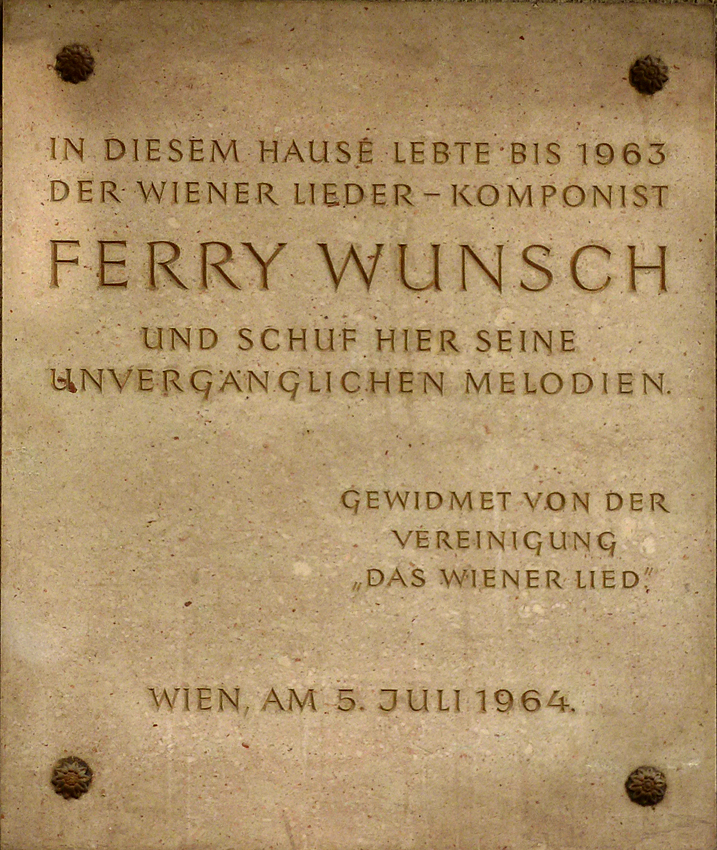 IN DIESEM HAUSE LEBTE BIS 1963
DER WIENER LIEDER – KOMPONIST
FERRY WUNSCH
UND SCHUF HIER SEINE
UNVERGÄNGLICHEN MELODIEN.
GEWIDMET VON DER
VEREINIGUNG
„DAS WIENER LIED."
WIEN, AM 5. JULI 1964.